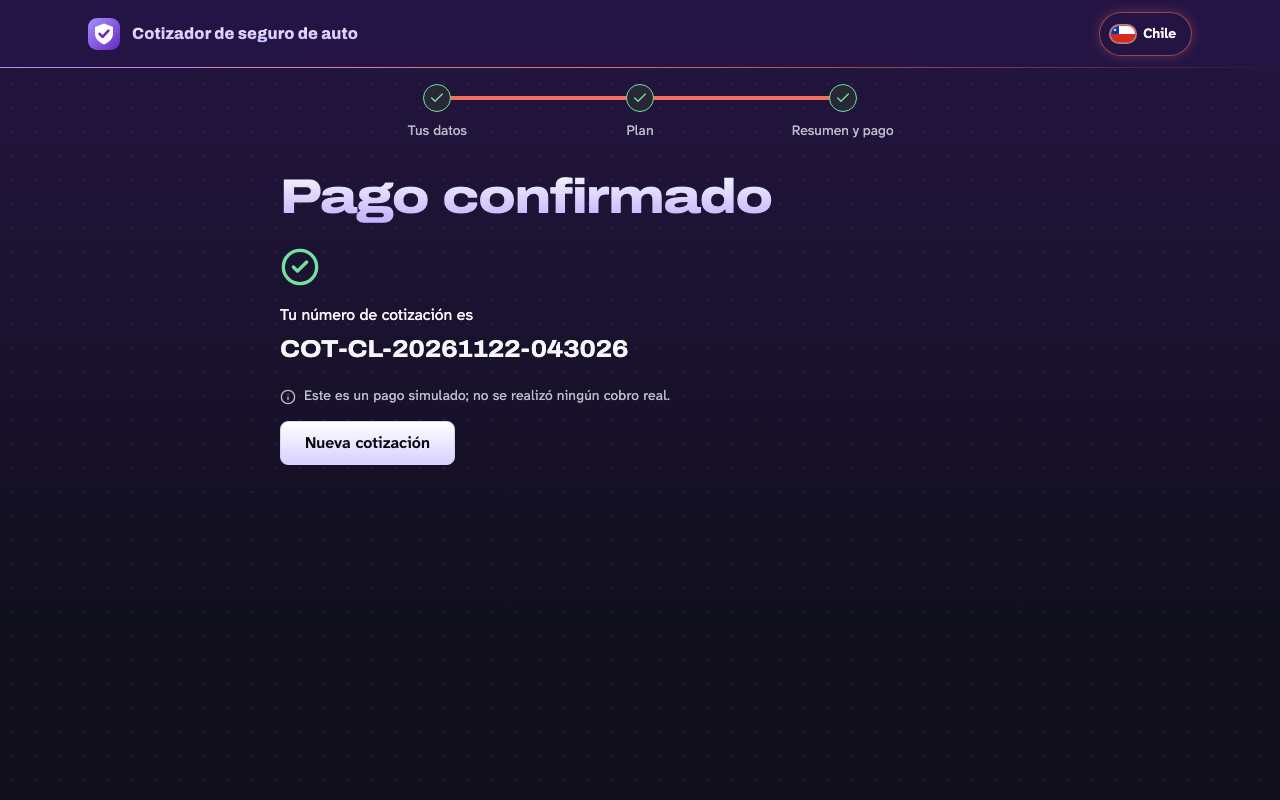 Cotizador de seguro de auto
Chile
Tus datos
Plan
Resumen y pago
Pago confirmado
Tu número de cotización es
COT-CL-20261122-043026
Este es un pago simulado; no se realizó ningún cobro real.
Nueva cotización